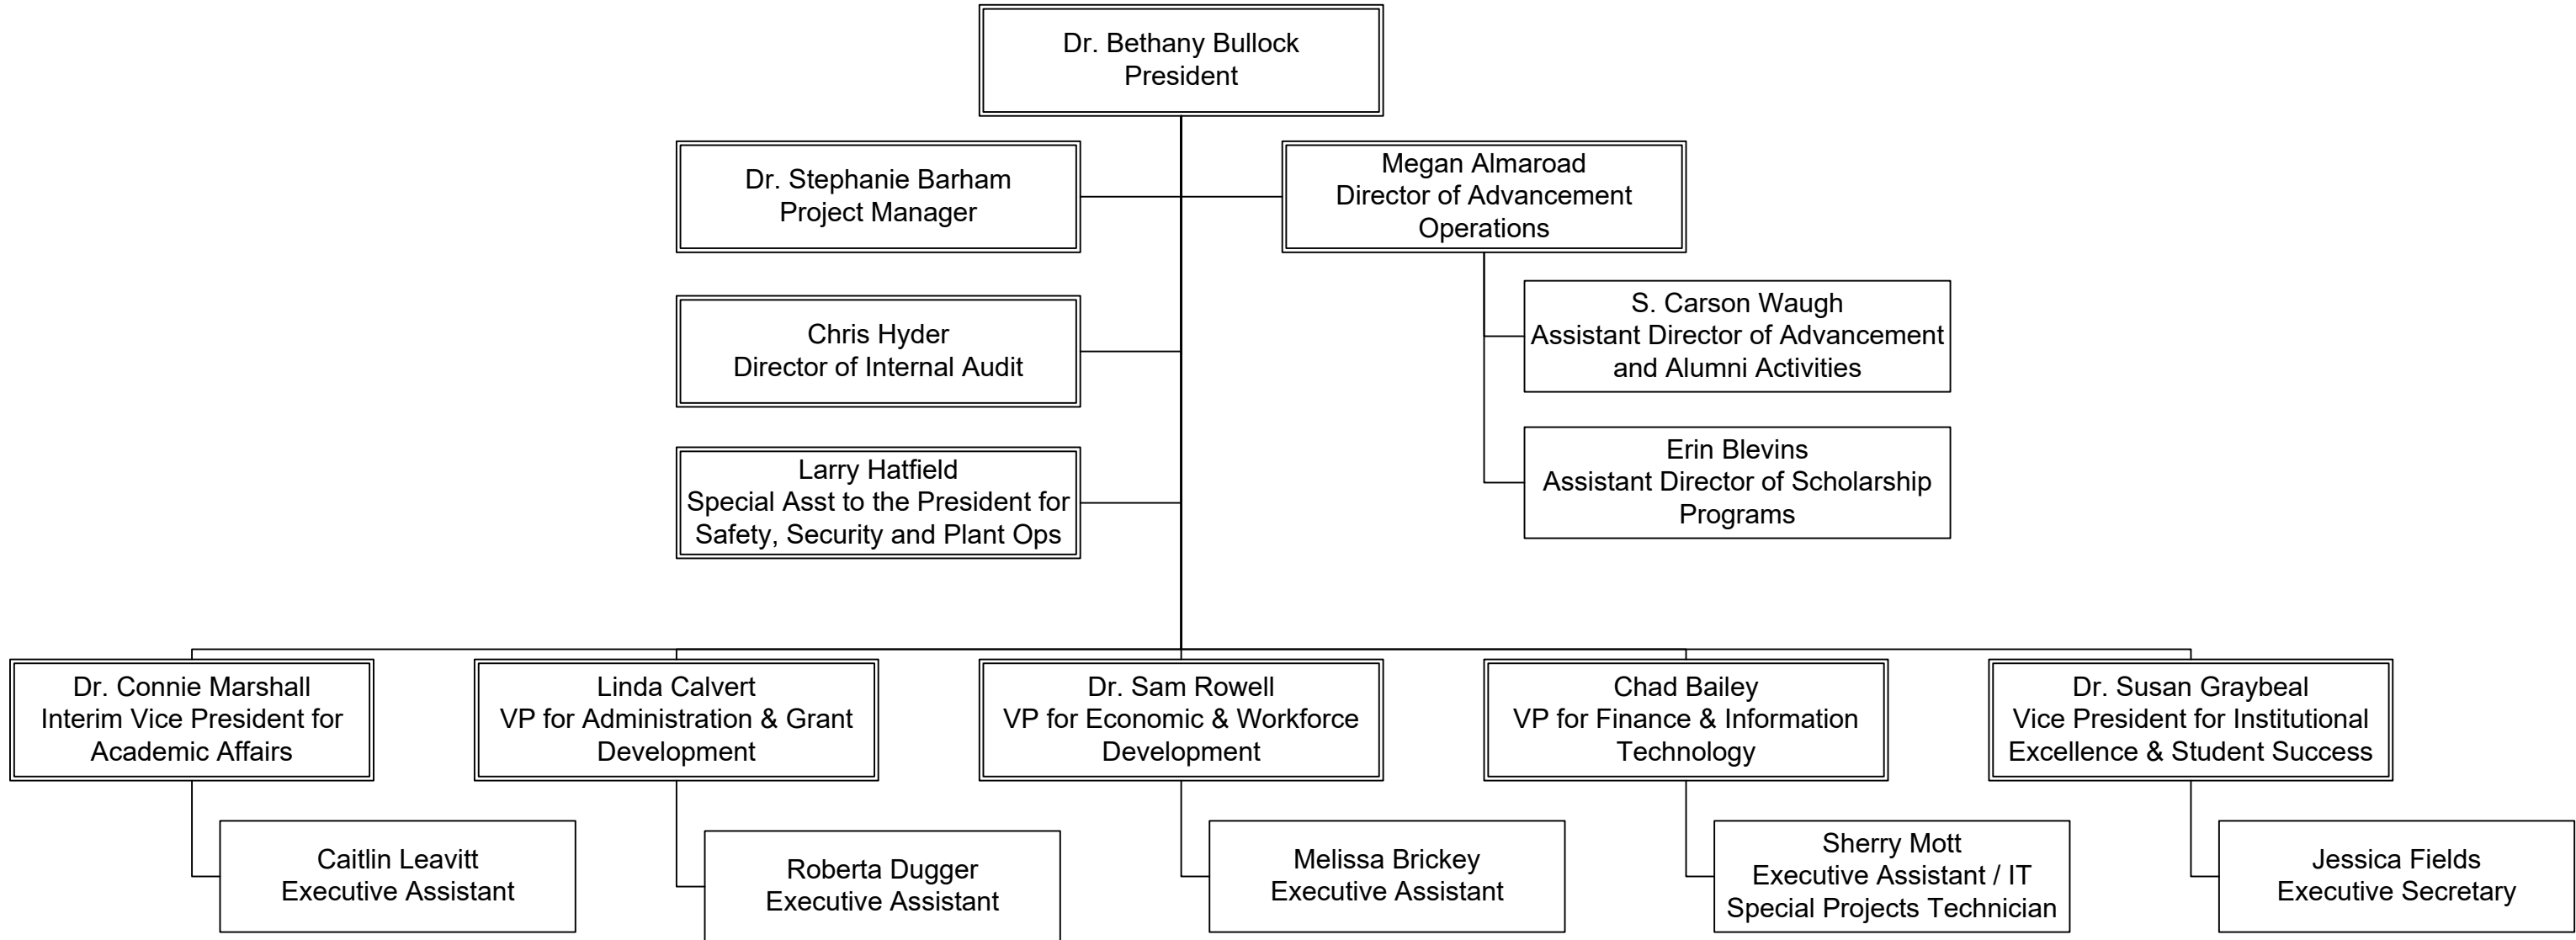 Dr. Bethany Bullock
President
Dr. Stephanie Barham
Project Manager
Megan Almaroad
Director of Advancement
Operations
Chris Hyder
Director of Internal Audit
S. Carson Waugh
Assistant Director of Advancement
and Alumni Activities
Larry Hatfield
Special Asst to the President for
Safety, Security and Plant Ops
Erin Blevins
Assistant Director of Scholarship
Programs
Dr. Connie Marshall
Interim Vice President for
Academic Affairs
Linda Calvert
VP for Administration & Grant
Development
Dr. Sam Rowell
VP for Economic & Workforce
Development
Chad Bailey
VP for Finance & Information
Technology
Dr. Susan Graybeal
Vice President for Institutional
Excellence & Student Success
Caitlin Leavitt
Executive Assistant
Roberta Dugger
Executive Assistant
Melissa Brickey
Executive Assistant
Sherry Mott
Executive Assistant / IT
Special Projects Technician
Jessica Fields
Executive Secretary